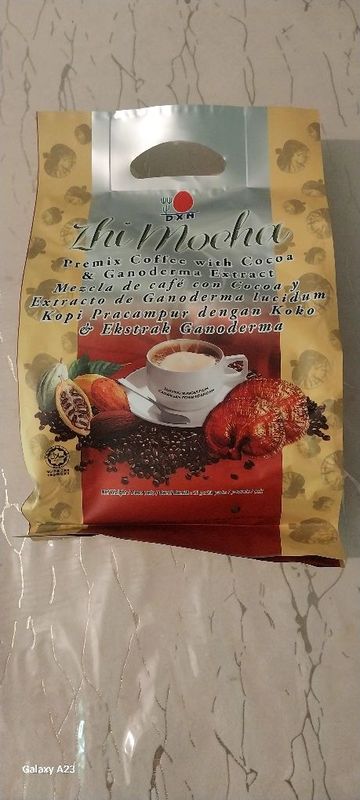 DXN
Zhi Mocha
Premix Coffee with Cocoa
& Ganoderma Extract
Mezcla de café con Cocoa y
Extracto de Ganoderma lucidum
Kopi Pracampur dengan Koko
& Ekstrak Ganoderma
Galaxy A23